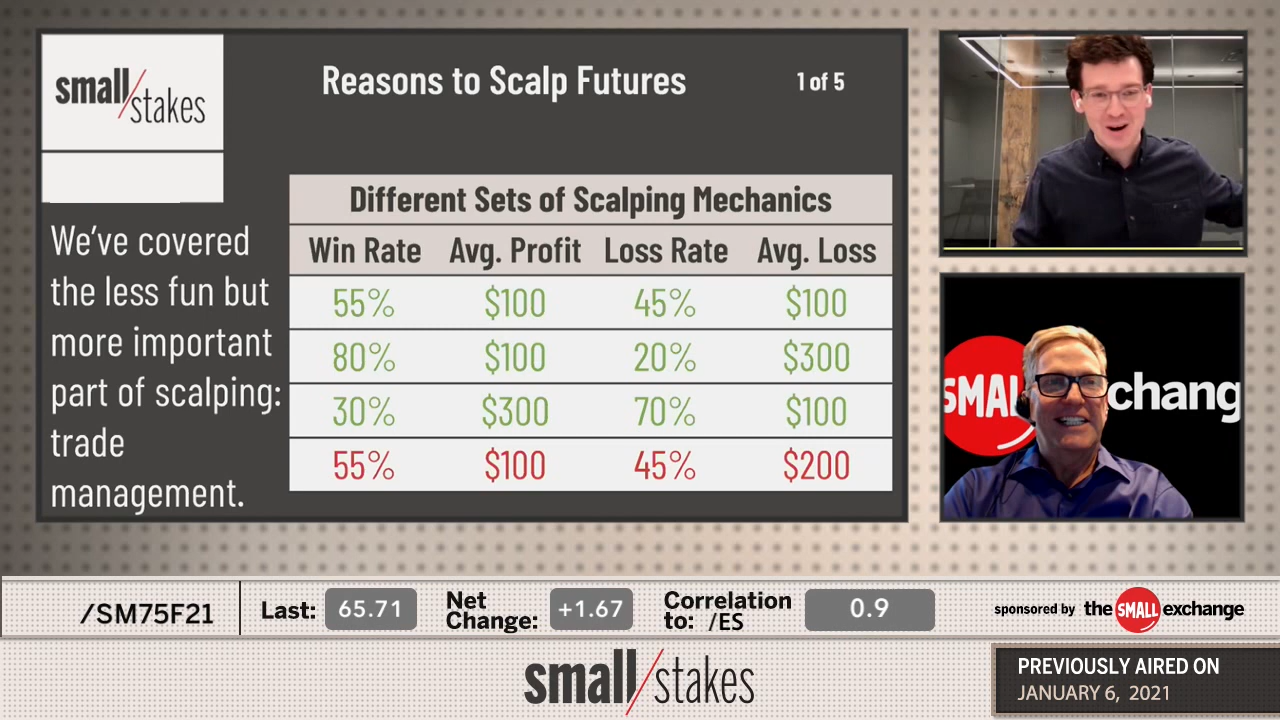 small/stakes
Reasons to Scalp Futures
1 of 5
We've covered
the less fun but
more important
part of scalping:
trade
management.
Different Sets of Scalping Mechanics
Win Rate Avg. Profit Loss Rate Avg. Loss
55% $100 45% $100
80% $100 20% $300
30% $300 70% $100
55% $100 45% $200
SMAL chang
/SM75F21
Last: 65.71
Net
Change: +1.67
Correlation
to: /ES 0.9
sponsored by the SMALL exchange
small/stakes
PREVIOUSLY AIRED ON
JANUARY 6, 2021